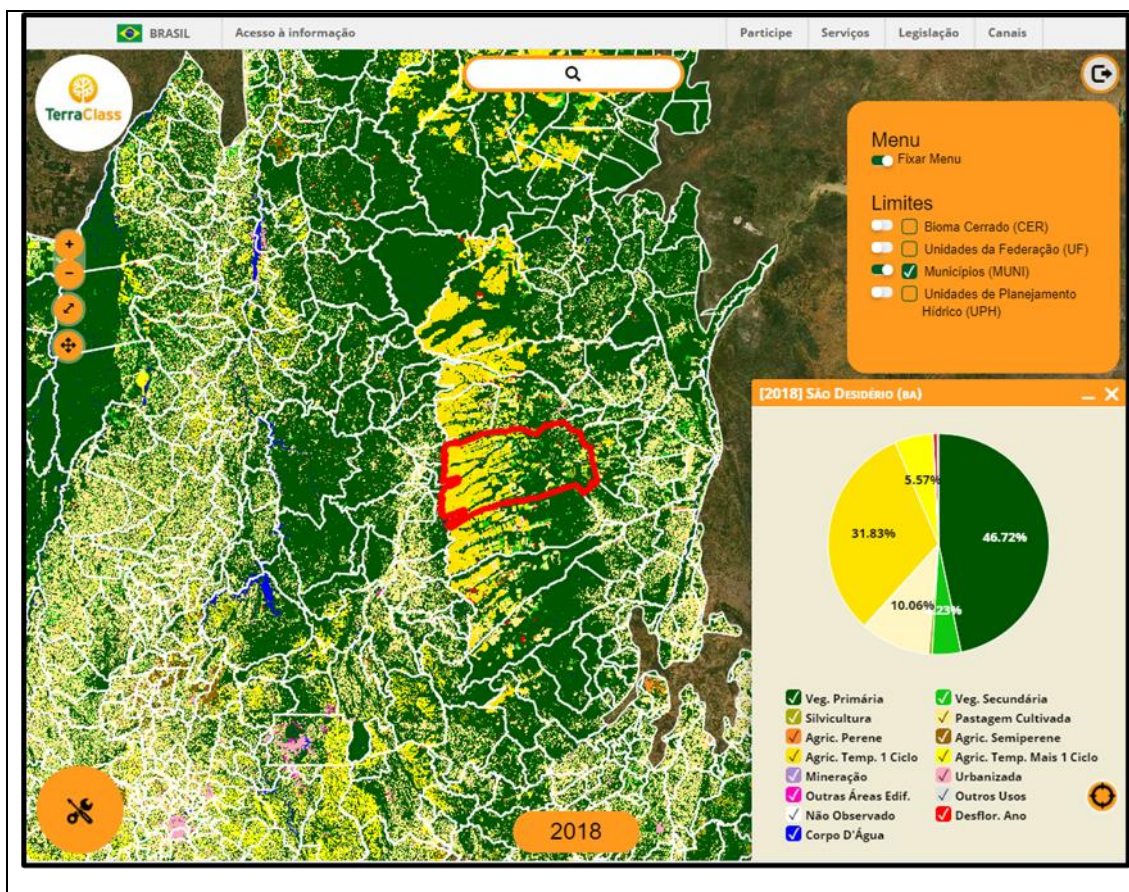 BRASIL
Acesso à informação
Participe
Serviços
Legislação
Canais
TerraClass
Menu
Fixar Menu
Limites
Bioma Cerrado (CER)
Unidades da Federação (UF)
Municípios (MUNI)
Unidades de Planejamento
Hídrico (UPH)
[2018] SÃO DESIDÉRIO (BA)
5.57%
31.83%
46.72%
10.06%
23%
Veg. Primária
Veg. Secundária
Silvicultura
Pastagem Cultivada
Agric. Perene
Agric. Semiperene
Agric. Temp. 1 Ciclo
Agric. Temp. Mais 1 Ciclo
Mineração
Urbanizada
Outras Áreas Edif.
Outros Usos
Não Observado
Desflor. Ano
Corpo D'Água
2018